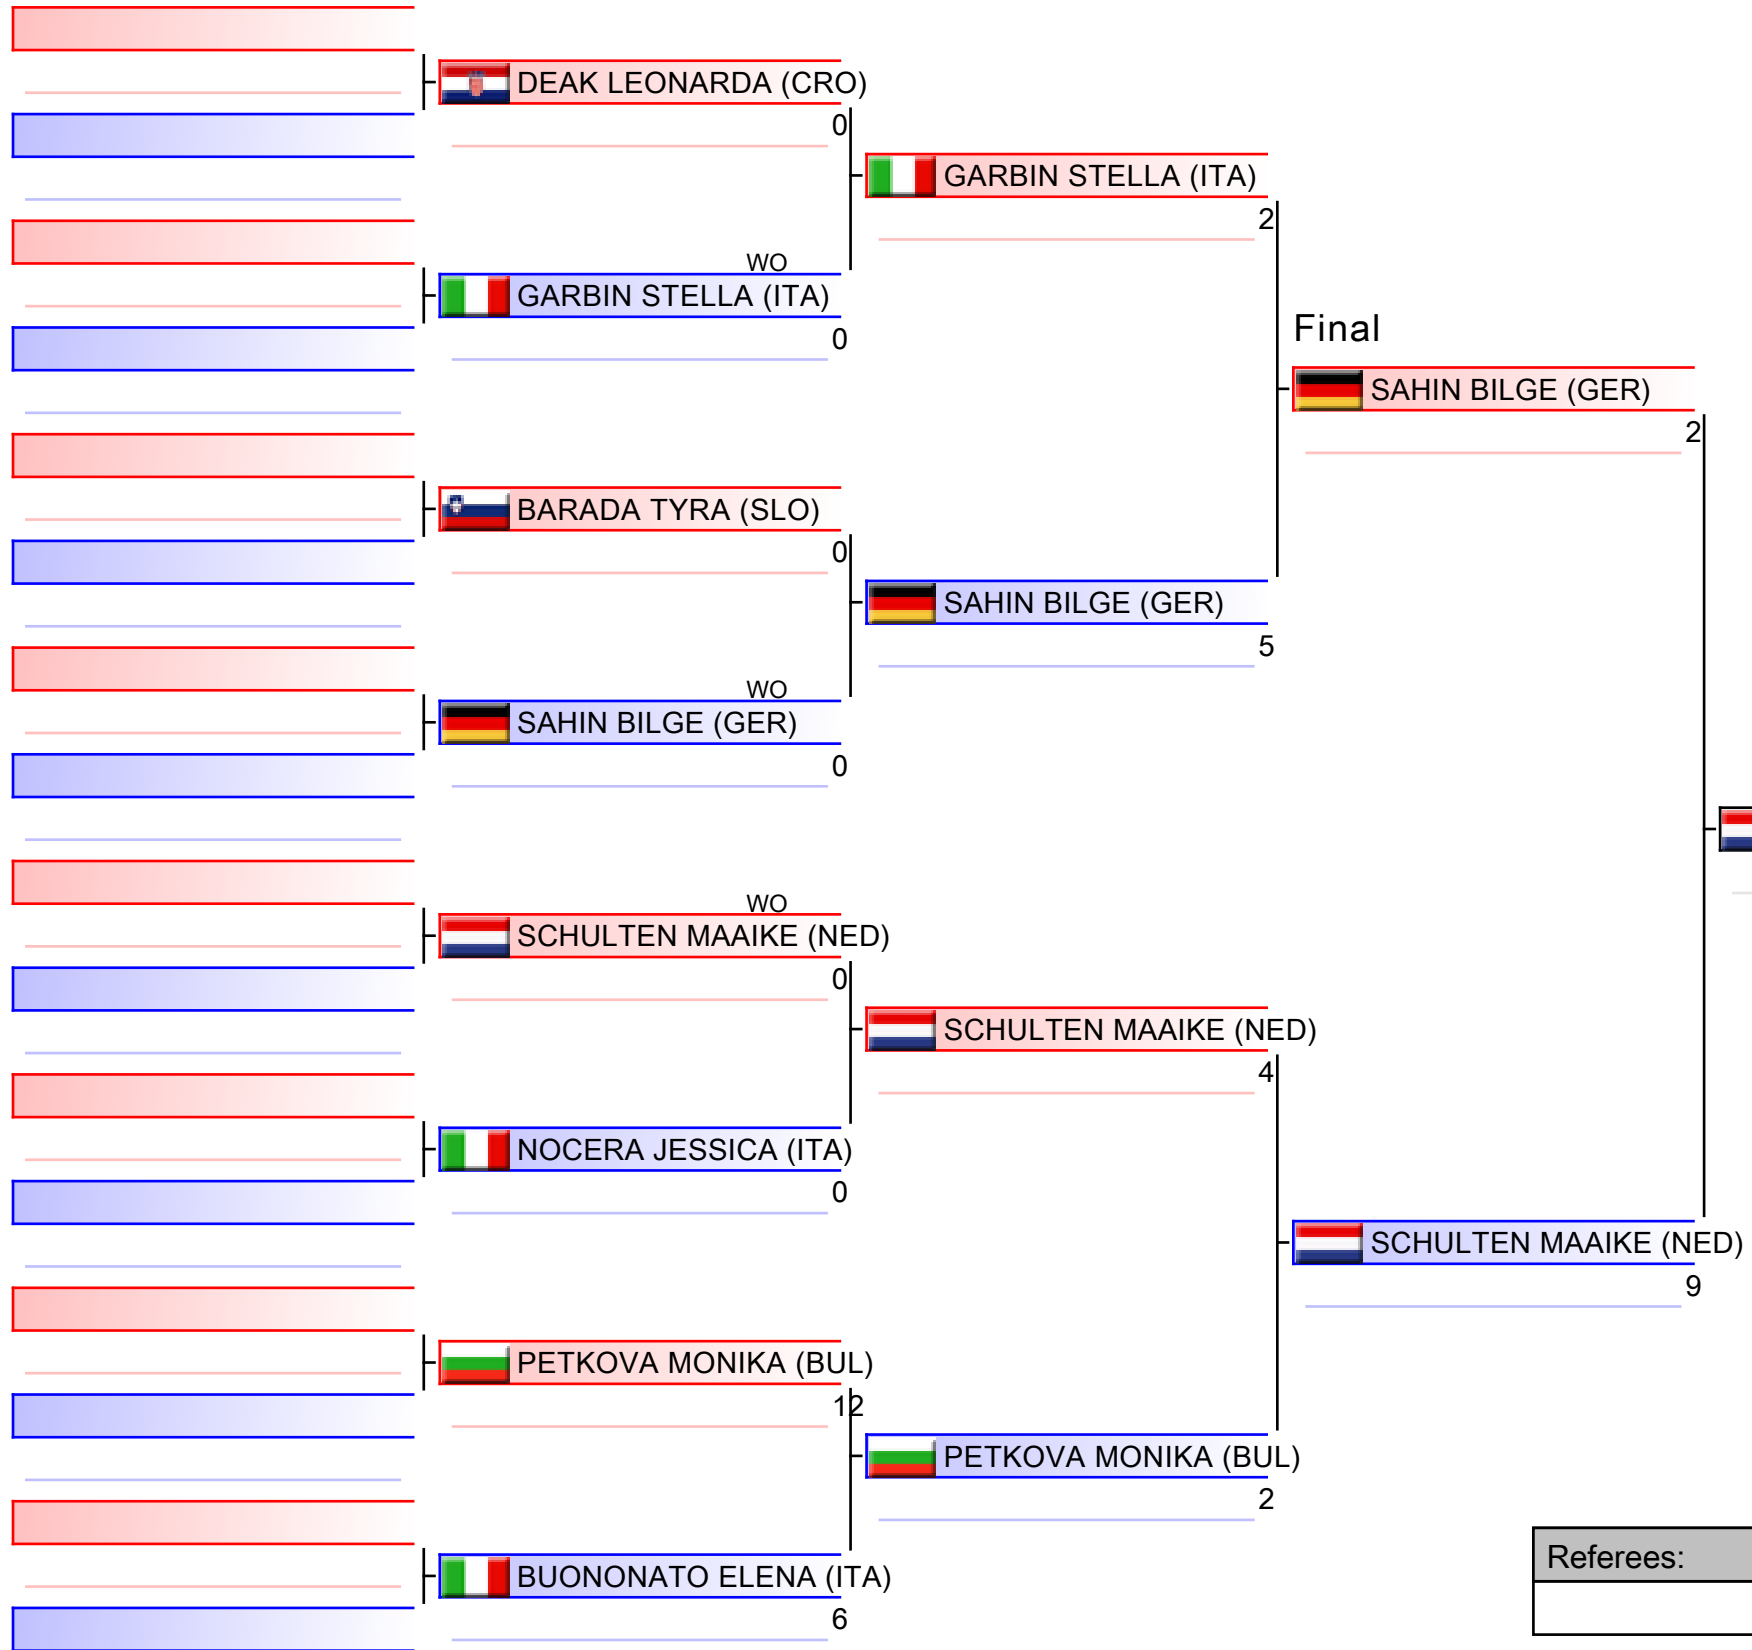 DEAK LEONARDA (CRO)
0
WO
GARBIN STELLA (ITA)
0
BARADA TYRA (SLO)
0
WO
SAHIN BILGE (GER)
0
WO
SCHULTEN MAAIKE (NED)
0
NOCERA JESSICA (ITA)
0
PETKOVA MONIKA (BUL)
12
BUONONATO ELENA (ITA)
6
GARBIN STELLA (ITA)
2
SAHIN BILGE (GER)
5
SCHULTEN MAAIKE (NED)
4
PETKOVA MONIKA (BUL)
2
Final
SAHIN BILGE (GER)
2
SCHULTEN MAAIKE (NED)
9
Referees: